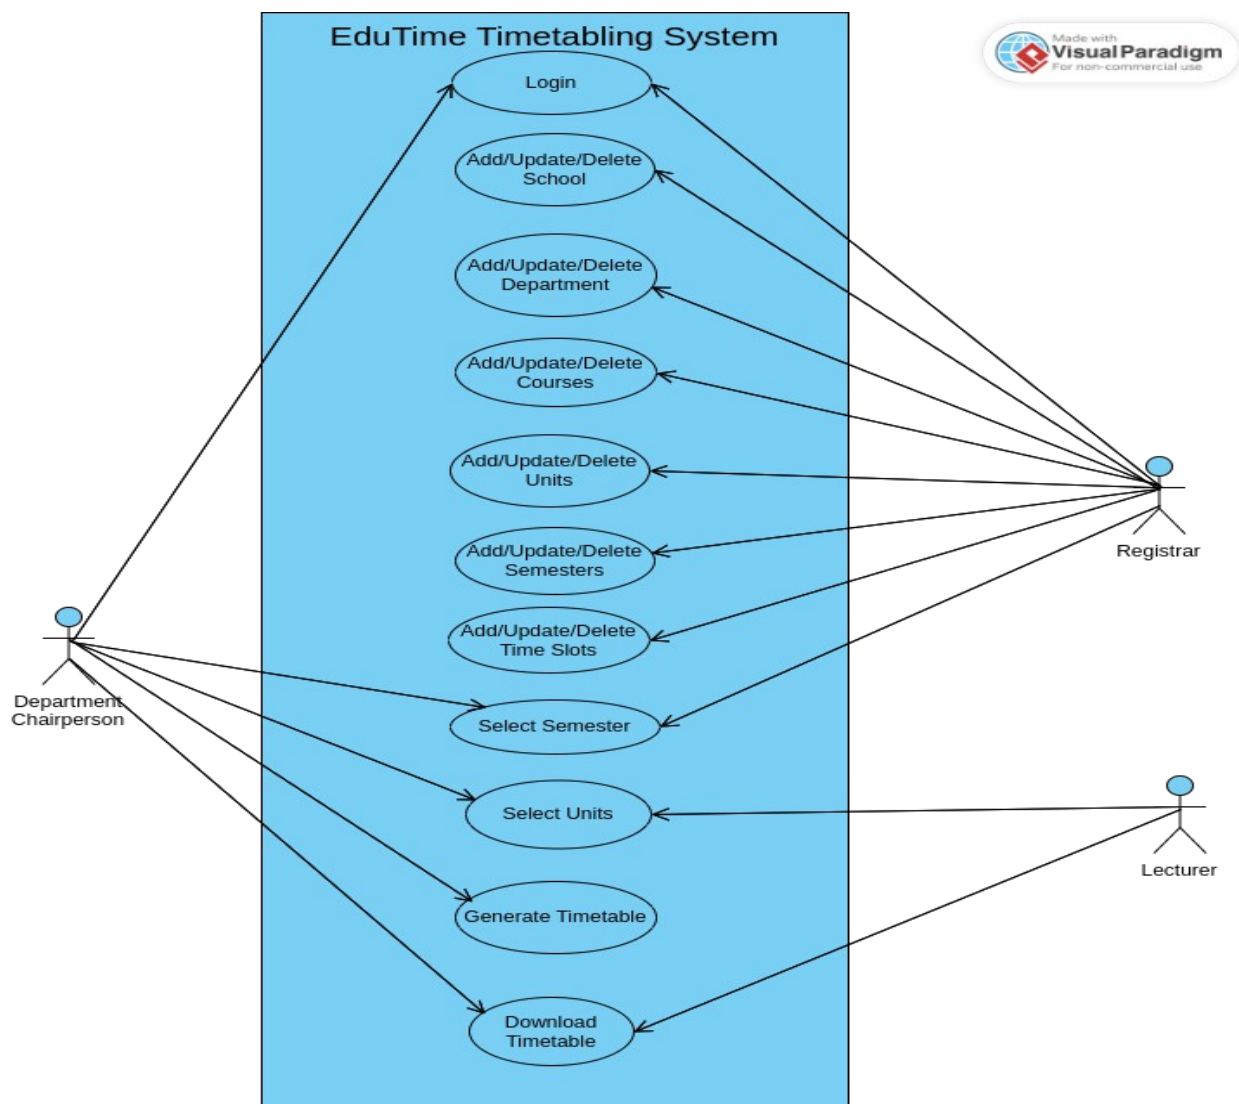 EduTime Timetabling System
Made with
Visual Paradigm
For non-commercial use
Login
Add/Update/Delete
School
Add/Update/Delete
Department
Add/Update/Delete
Courses
Add/Update/Delete
Units
Add/Update/Delete
Semesters
Add/Update/Delete
Time Slots
Select Semester
Select Units
Generate Timetable
Download
Timetable
Department
Chairperson
Registrar
Lecturer